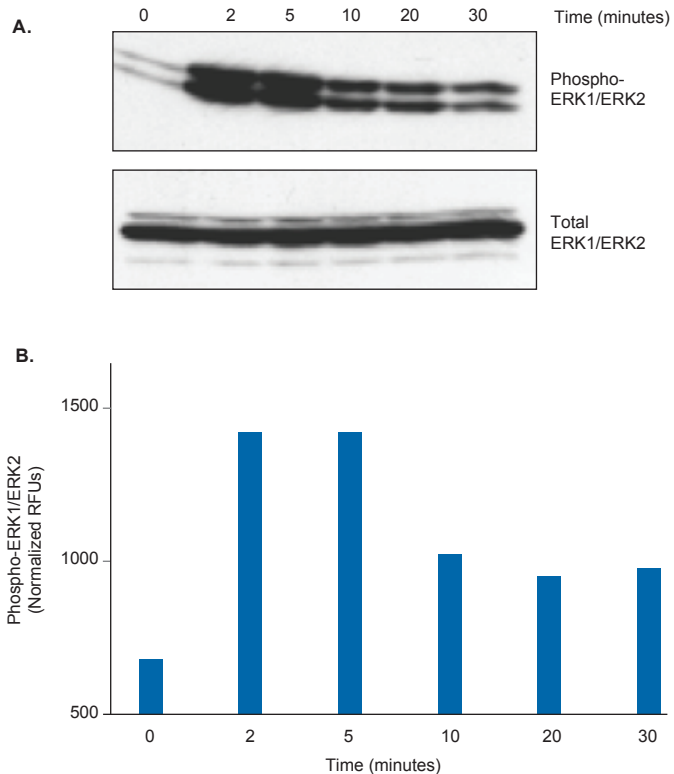 A.
0 2 5 10 20 30 Time (minutes)
Phospho-
ERK1/ERK2
Total
ERK1/ERK2
B.
Phospho-ERK1/ERK2
(Normalized RFUs)
1500
1000
500
0 2 5 10 20 30
Time (minutes)